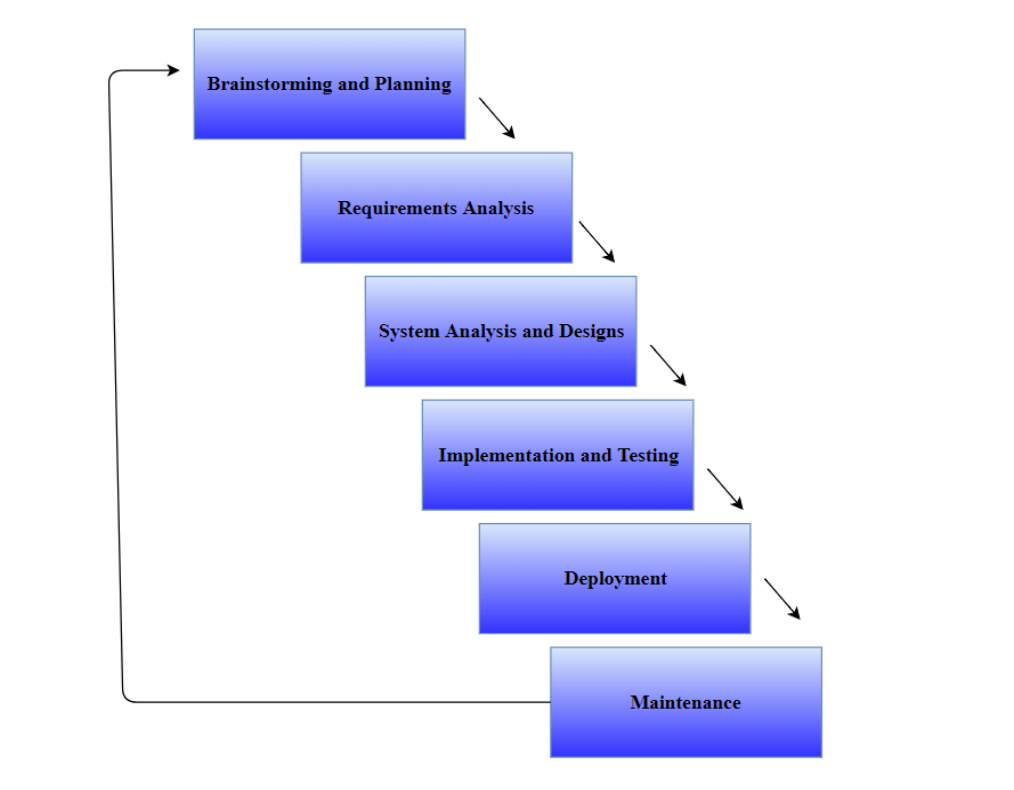 Brainstorming and Planning
Requirements Analysis
System Analysis and Designs
Implementation and Testing
Deployment
Maintenance